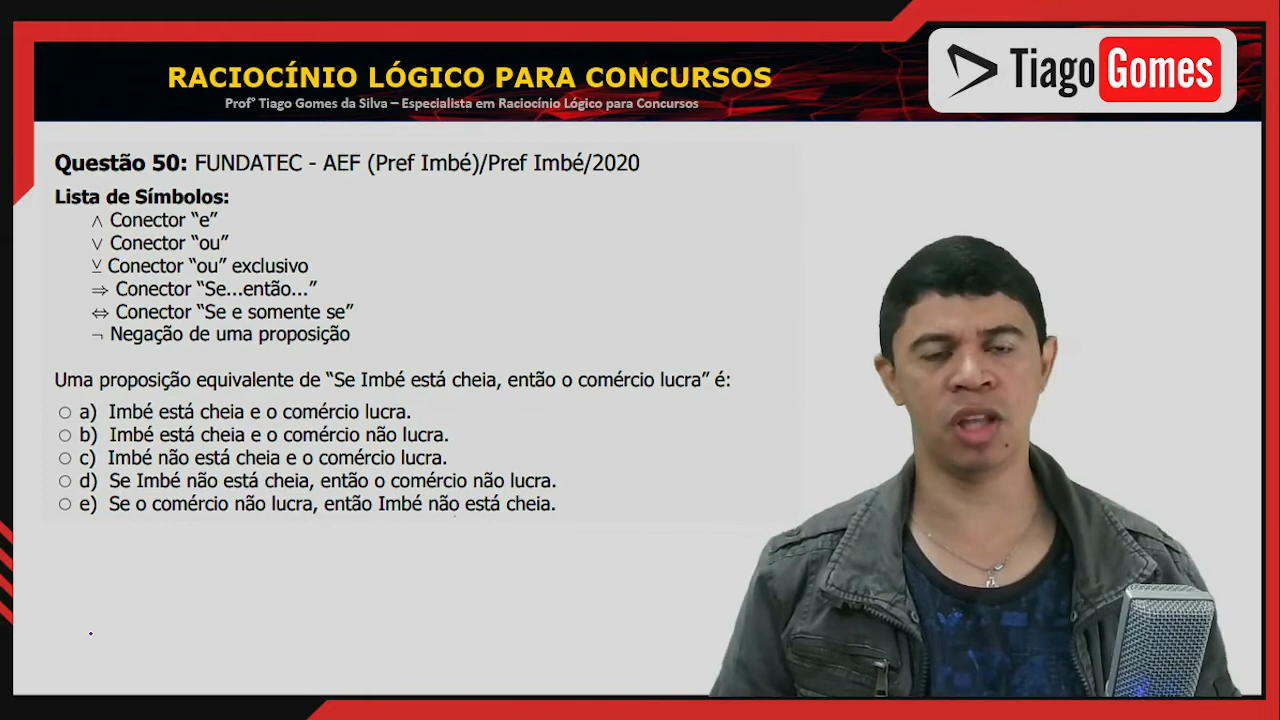 RACIOCÍNIO LÓGICO PARA CONCURSOS
Prof° Tiago Gomes da Silva – Especialista em Raciocínio Lógico para Concursos
Tiago Gomes
Questão 50: FUNDATEC - AEF (Pref Imbé)/Pref Imbé/2020
Lista de Símbolos:
∧ Conector “e”
∨ Conector “ou”
⊻ Conector “ou” exclusivo
⇒ Conector “Se...então...”
⇔ Conector “Se e somente se”
¬ Negação de uma proposição
Uma proposição equivalente de “Se Imbé está cheia, então o comércio lucra” é:
a) Imbé está cheia e o comércio lucra.
b) Imbé está cheia e o comércio não lucra.
c) Imbé não está cheia e o comércio lucra.
d) Se Imbé não está cheia, então o comércio não lucra.
e) Se o comércio não lucra, então Imbé não está cheia.